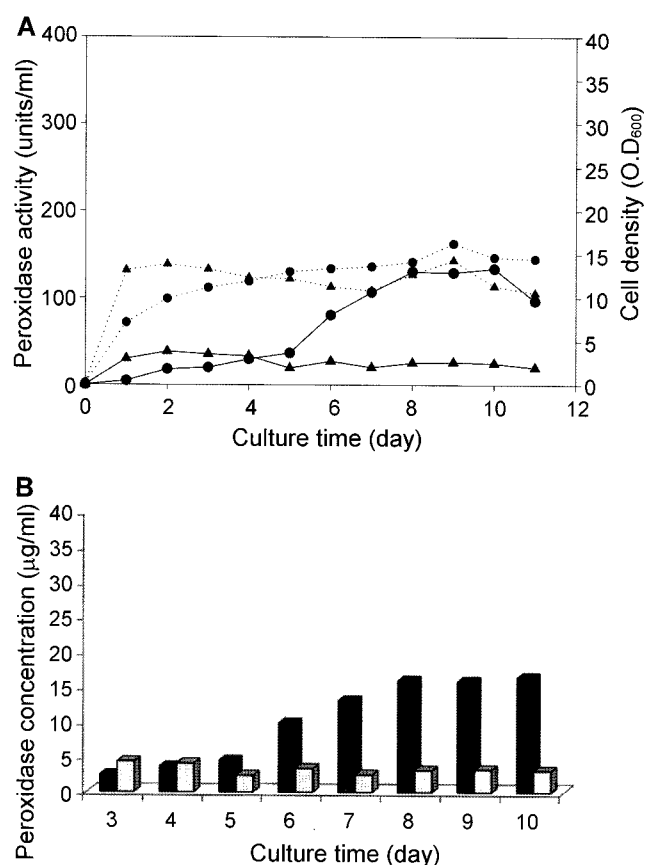 A
Peroxidase activity (units/ml)
400
300
200
100
0
40
35
30
25
20
15
10
5
0
Cell density (O.D600)
0 2 4 6 8 10 12
Culture time (day)
B
Peroxidase concentration (μg/ml)
40
35
30
25
20
15
10
5
0
3 4 5 6 7 8 9 10
Culture time (day)